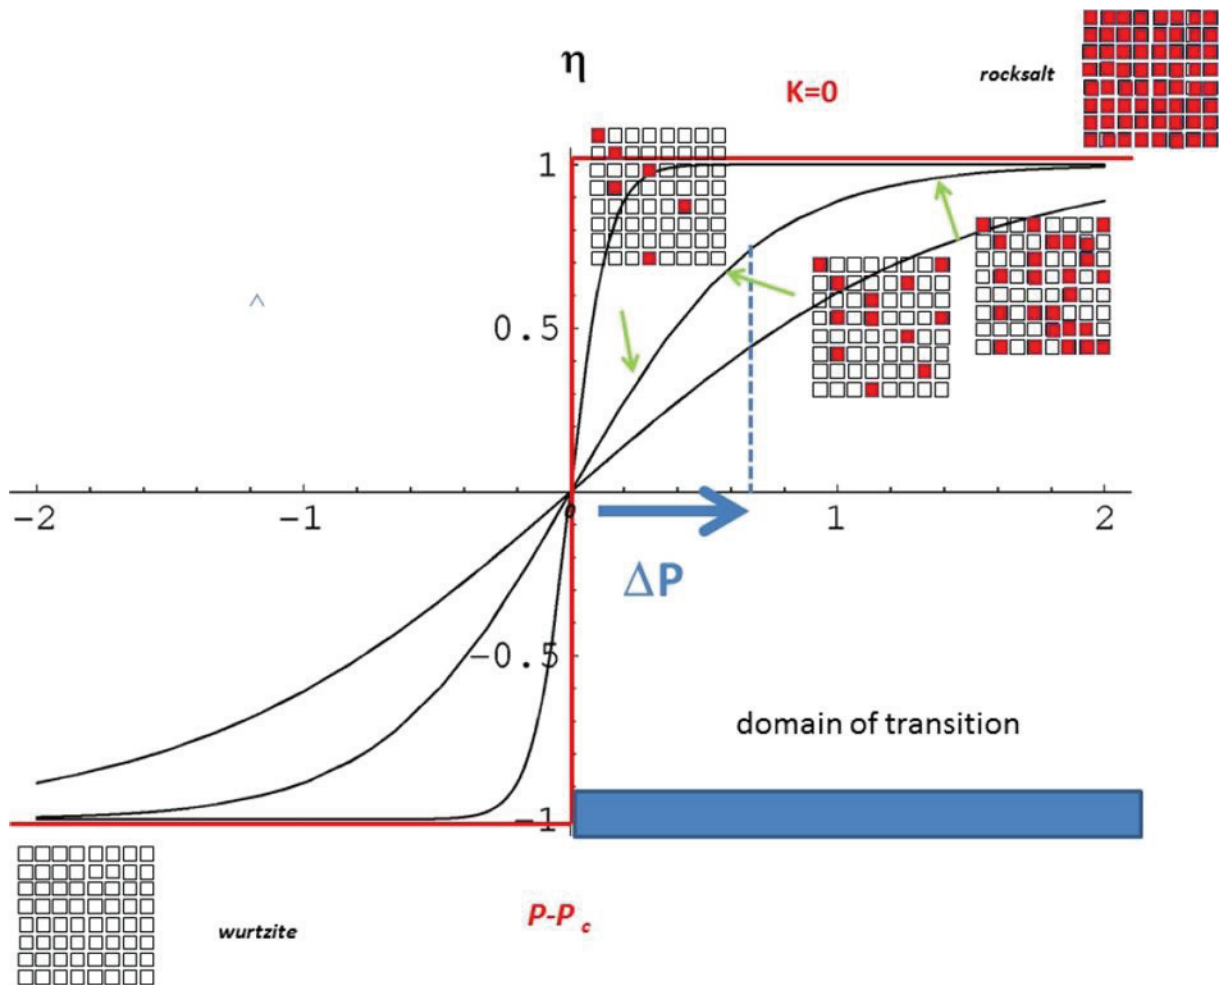 η
K=0
rocksalt
1
0.5
^
-2
-1
0
1
2
ΔP
-0.5
domain of transition
-1
P-P c
wurtzite